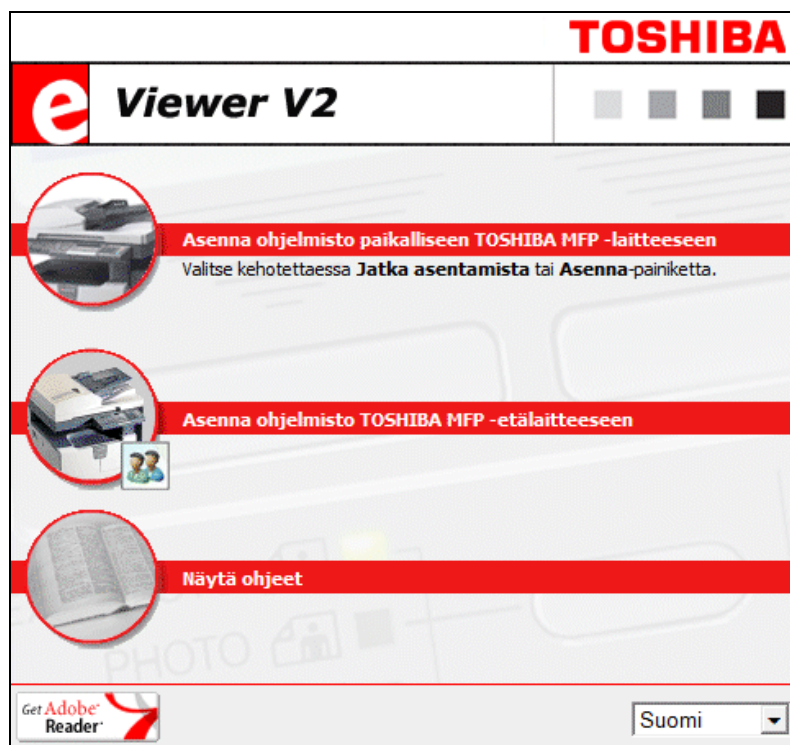 TOSHIBA
e Viewer V2
Asenna ohjelmisto paikalliseen TOSHIBA MFP -laitteeseen
Valitse kehotettaessa Jatka asentamista tai Asenna-painiketta.
Asenna ohjelmisto TOSHIBA MFP -etälaitteeseen
Näytä ohjeet
PHOTO
Get Adobe®
Reader®
Suomi